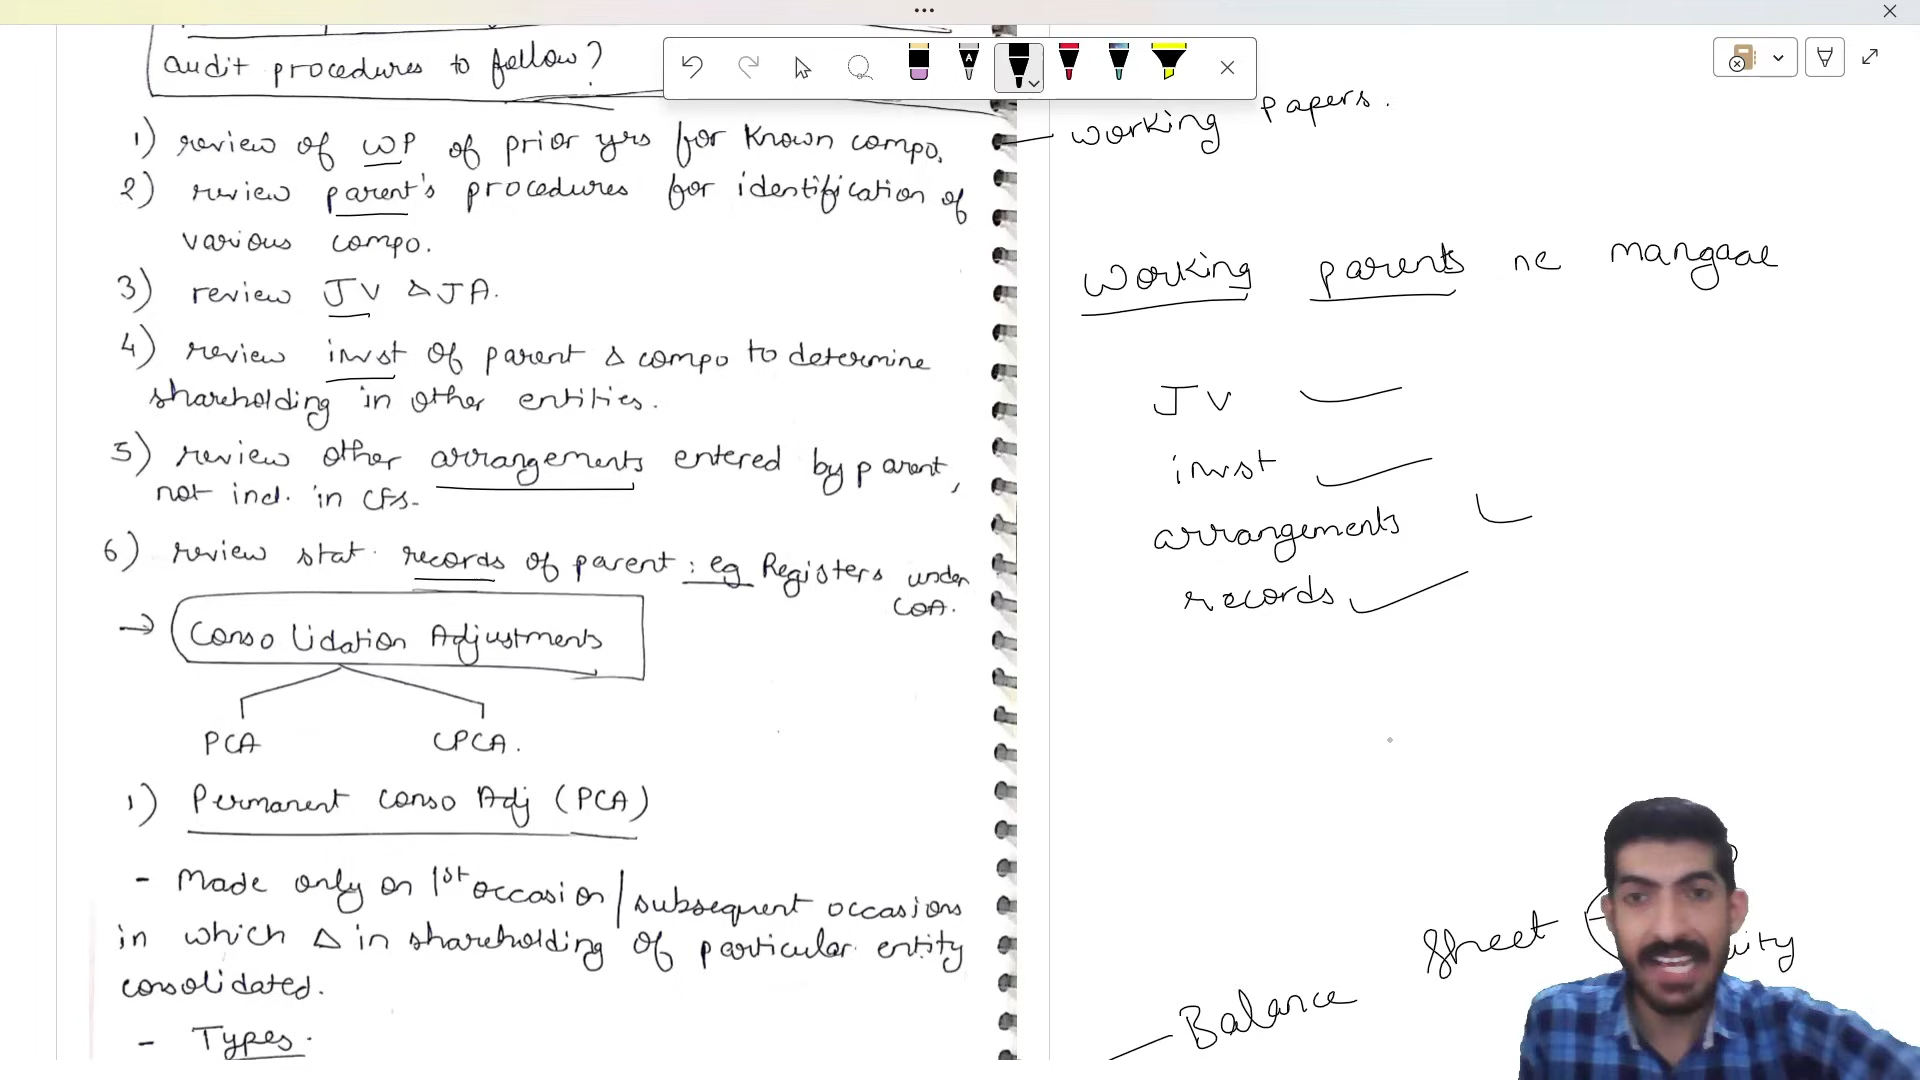 audit procedures to follow?
1) review of WP of prior yrs for known compo.
2) review parent's procedures for identification of
various compo.
3) review JV & JA.
4) review invst of parent & compo to determine
shareholding in other entities.
5) review other arrangements entered by parent,
not incl. in CFS.
6) review stat. records of parent: eg Registers under
COA.
→ Consolidation Adjustments
PCA CPCA.
1) Permanent Conso Adj (PCA)
- Made only on 1st occasion/subsequent occasions
in which Δ in shareholding of particular entity
consolidated.
- Types.
working papers.
Working parents ne mangaae
JV
invst
arrangements
records
Balance Sheet